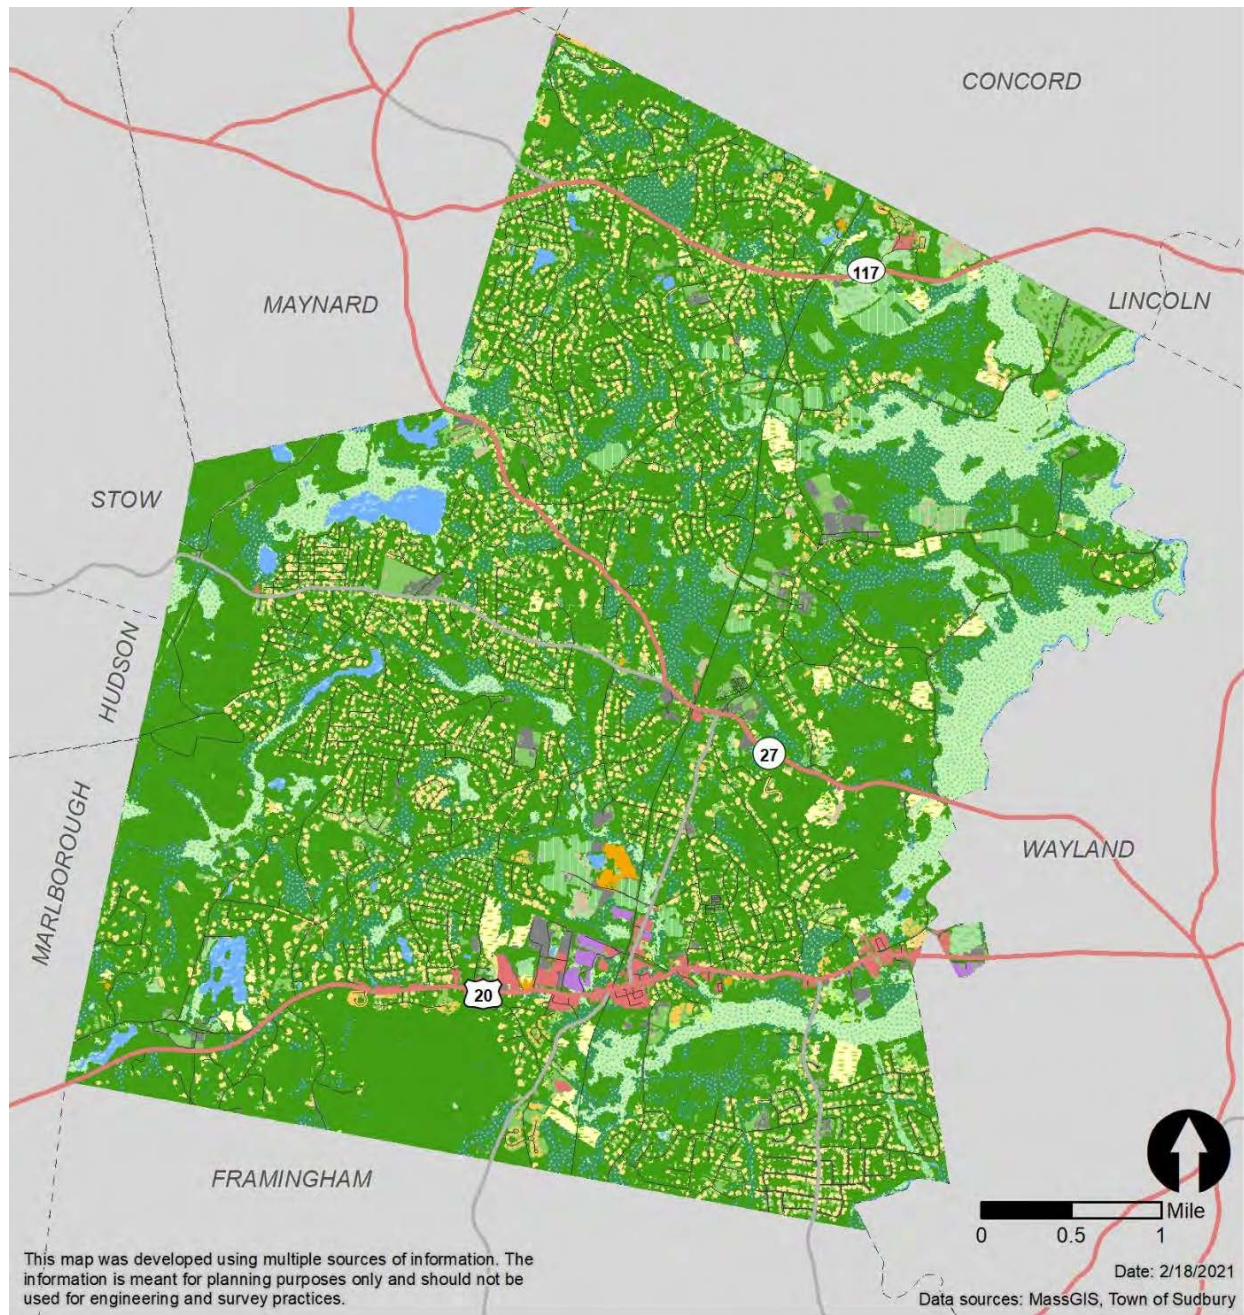 CONCORD
117
LINCOLN
MAYNARD
STOW
HUDSON
27
MARLBOROUGH
WAYLAND
20
FRAMINGHAM
Mile
0 0.5 1
This map was developed using multiple sources of information. The
information is meant for planning purposes only and should not be
used for engineering and survey practices.
Date: 2/18/2021
Data sources: MassGIS, Town of Sudbury